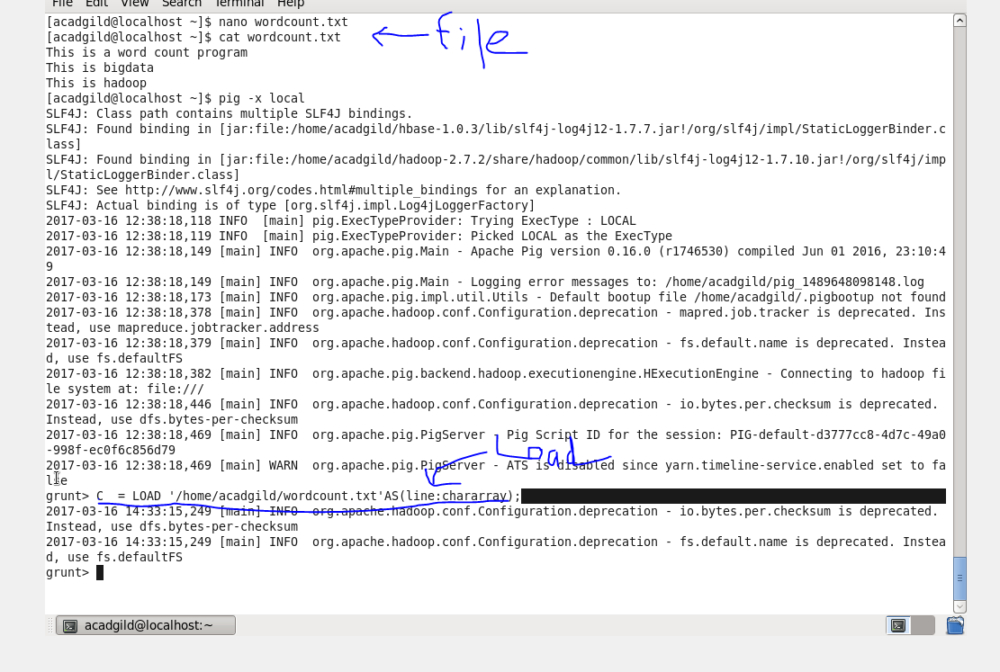 File Edit View Search Terminal Help
[acadgild@localhost ~]$ nano wordcount.txt
[acadgild@localhost ~]$ cat wordcount.txt
file
This is a word count program
This is bigdata
This is hadoop
[acadgild@localhost ~]$ pig -x local
SLF4J: Class path contains multiple SLF4J bindings.
SLF4J: Found binding in [jar:file:/home/acadgild/hbase-1.0.3/lib/slf4j-log4j12-1.7.7.jar!/org/slf4j/impl/StaticLoggerBinder.c
lass]
SLF4J: Found binding in [jar:file:/home/acadgild/hadoop-2.7.2/share/hadoop/common/lib/slf4j-log4j12-1.7.10.jar!/org/slf4j/imp
l/StaticLoggerBinder.class]
SLF4J: See http://www.slf4j.org/codes.html#multiple_bindings for an explanation.
SLF4J: Actual binding is of type [org.slf4j.impl.Log4jLoggerFactory]
2017-03-16 12:38:18,118 INFO  [main] pig.ExecTypeProvider: Trying ExecType : LOCAL
2017-03-16 12:38:18,119 INFO  [main] pig.ExecTypeProvider: Picked LOCAL as the ExecType
2017-03-16 12:38:18,149 [main] INFO  org.apache.pig.Main - Apache Pig version 0.16.0 (r1746530) compiled Jun 01 2016, 23:10:4
9
2017-03-16 12:38:18,149 [main] INFO  org.apache.pig.Main - Logging error messages to: /home/acadgild/pig_1489648098148.log
2017-03-16 12:38:18,173 [main] INFO  org.apache.pig.impl.util.Utils - Default bootup file /home/acadgild/.pigbootup not found
2017-03-16 12:38:18,378 [main] INFO  org.apache.hadoop.conf.Configuration.deprecation - mapred.job.tracker is deprecated. Ins
tead, use mapreduce.jobtracker.address
2017-03-16 12:38:18,379 [main] INFO  org.apache.hadoop.conf.Configuration.deprecation - fs.default.name is deprecated. Instea
d, use fs.defaultFS
2017-03-16 12:38:18,382 [main] INFO  org.apache.pig.backend.hadoop.executionengine.HExecutionEngine - Connecting to hadoop fi
le system at: file:///
2017-03-16 12:38:18,446 [main] INFO  org.apache.hadoop.conf.Configuration.deprecation - io.bytes.per.checksum is deprecated.
Instead, use dfs.bytes-per-checksum
2017-03-16 12:38:18,469 [main] INFO  org.apache.pig.PigServer - Pig Script ID for the session: PIG-default-d3777cc8-4d7c-49a0
-998f-ec0f6c856d79
Load
2017-03-16 12:38:18,469 [main] WARN  org.apache.pig.PigServer - ATS is disabled since yarn.timeline-service.enabled set to fa
lse
grunt> C  = LOAD '/home/acadgild/wordcount.txt'AS(line:chararray);
2017-03-16 14:33:15,249 [main] INFO  org.apache.hadoop.conf.Configuration.deprecation - io.bytes.per.checksum is deprecated.
Instead, use dfs.bytes-per-checksum
2017-03-16 14:33:15,249 [main] INFO  org.apache.hadoop.conf.Configuration.deprecation - fs.default.name is deprecated. Instea
d, use fs.defaultFS
grunt>
acadgild@localhost:~